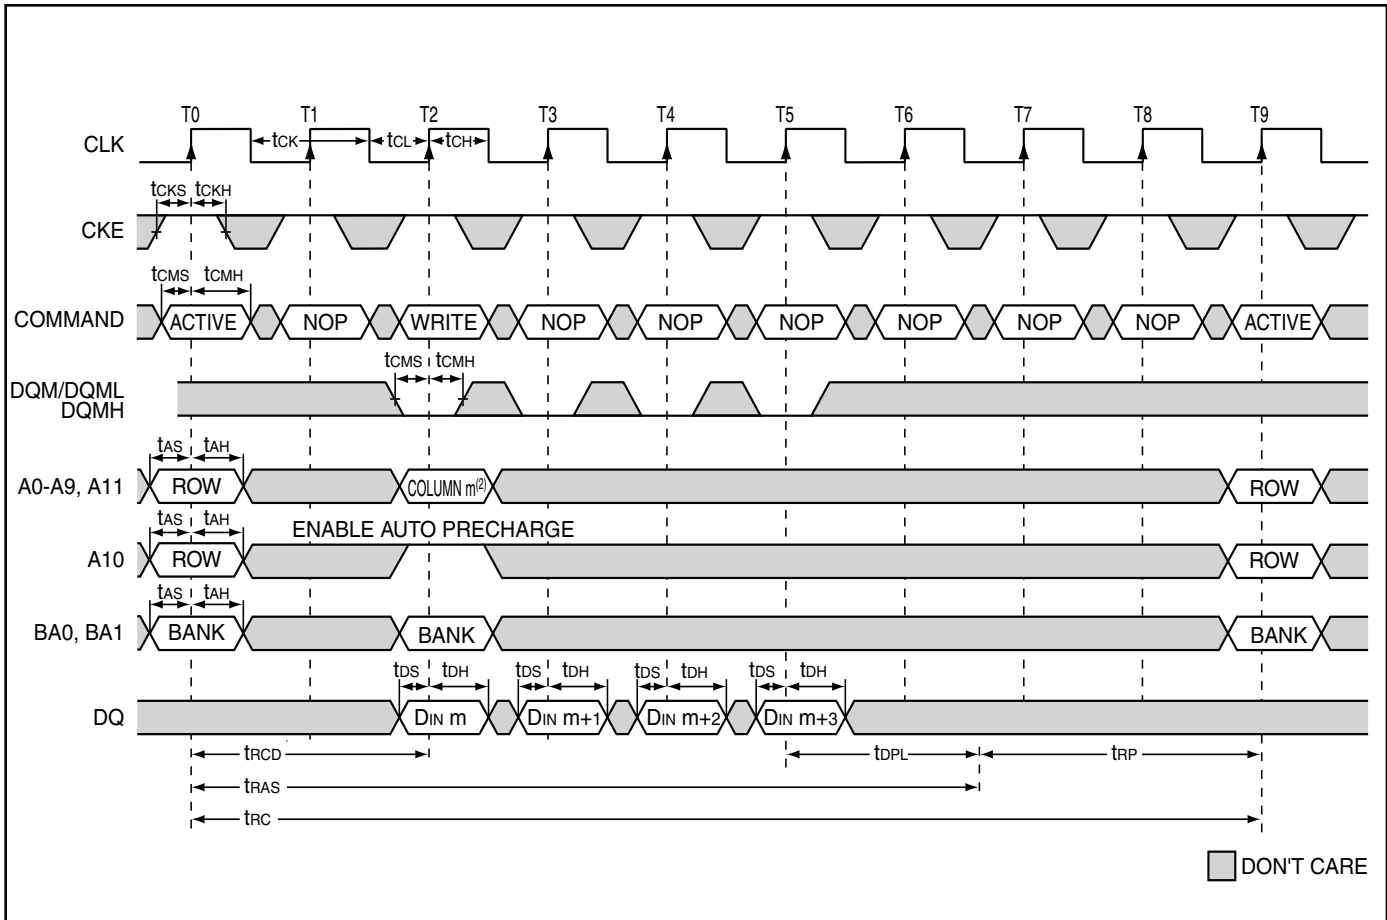 T0 T1 T2 T3 T4 T5 T6 T7 T8 T9
CLK tCK tCL tCH
tCKS tCKH
CKE
tCMS tCMH
COMMAND ACTIVE NOP WRITE NOP NOP NOP NOP NOP NOP ACTIVE
tCMS tCMH
DQM/DQML
DQMH
tAS tAH
A0-A9, A11 ROW COLUMN m(2) ROW
tAS tAH ENABLE AUTO PRECHARGE
A10 ROW ROW
tAS tAH
BA0, BA1 BANK BANK BANK
tDS tDH tDS tDH tDS tDH tDS tDH
DQ DIN m DIN m+1 DIN m+2 DIN m+3
tRCD tDPL tRP
tRAS
tRC
DON'T CARE